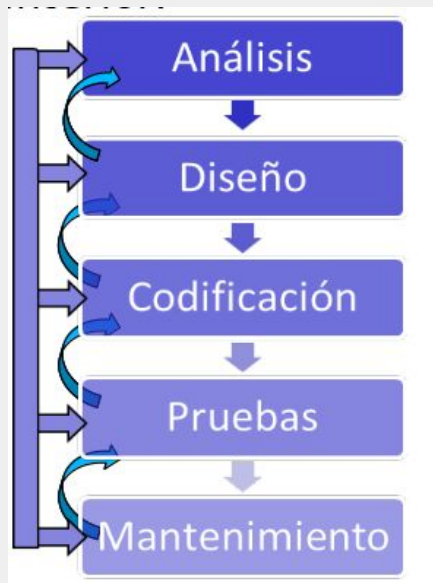 Análisis
Diseño
Codificación
Pruebas
Mantenimiento